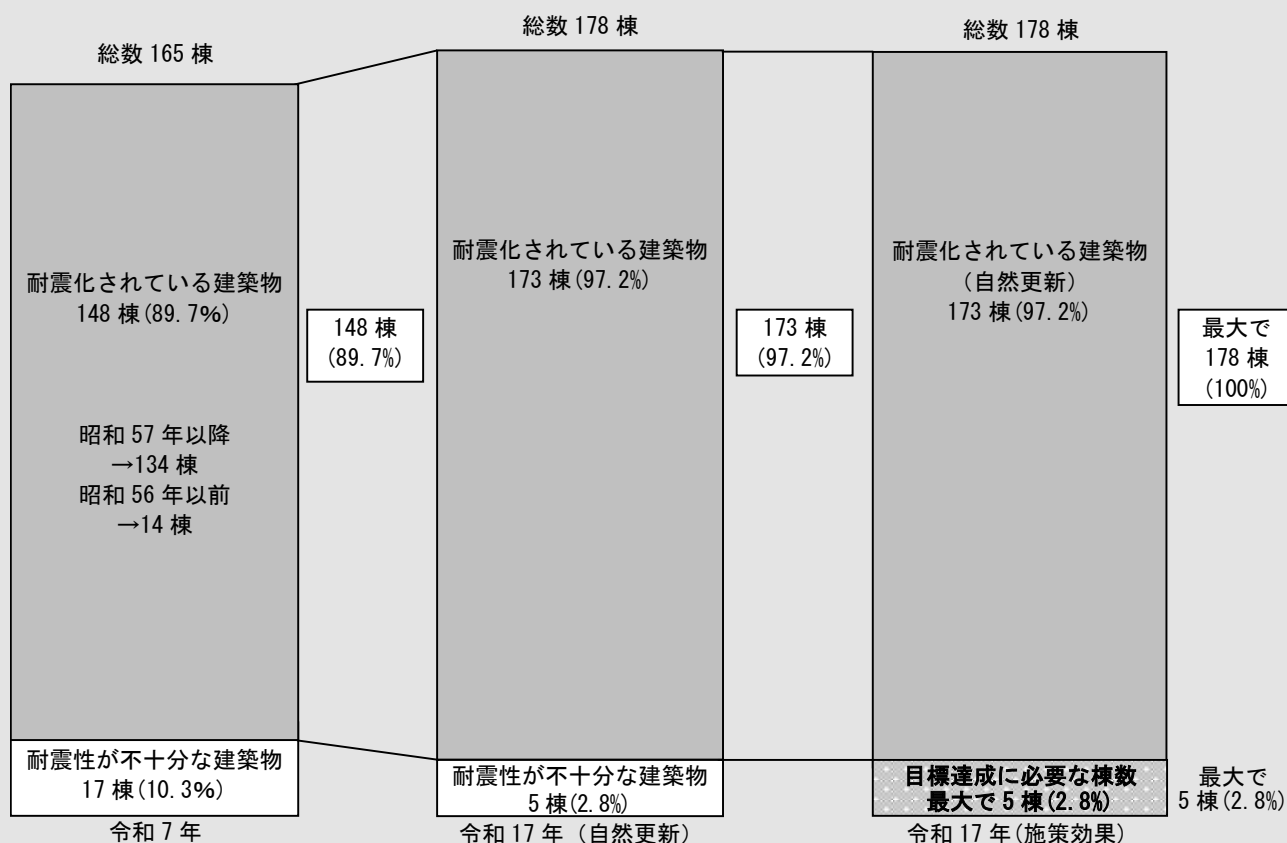 総数 165 棟
耐震化されている建築物
148 棟(89.7%)
昭和 57 年以降
→134 棟
昭和 56 年以前
→14 棟
耐震性が不十分な建築物
17 棟(10.3%)
令和 7 年
148 棟
(89.7%)
総数 178 棟
耐震化されている建築物
173 棟(97.2%)
耐震性が不十分な建築物
5 棟(2.8%)
令和 17 年（自然更新）
173 棟
(97.2%)
総数 178 棟
耐震化されている建築物
（自然更新）
173 棟(97.2%)
目標達成に必要な棟数
最大で 5 棟(2.8%)
令和 17 年(施策効果)
最大で
178 棟
(100%)
最大で
5 棟(2.8%)